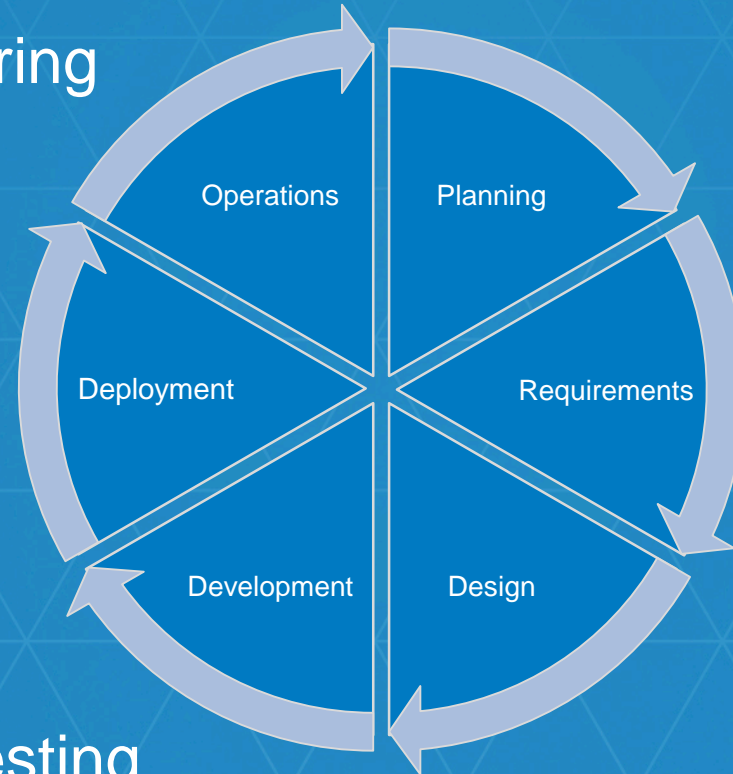 ring
Operations
Planning
Deployment
Requirements
Development
Design
esting